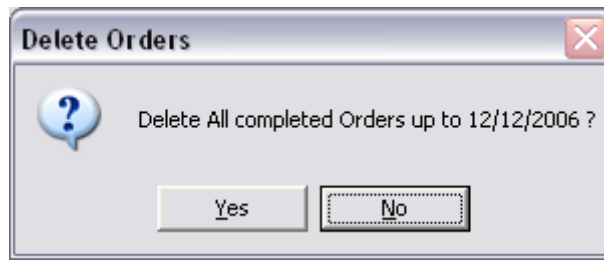 Delete Orders
Delete All completed Orders up to 12/12/2006 ?
Yes
No